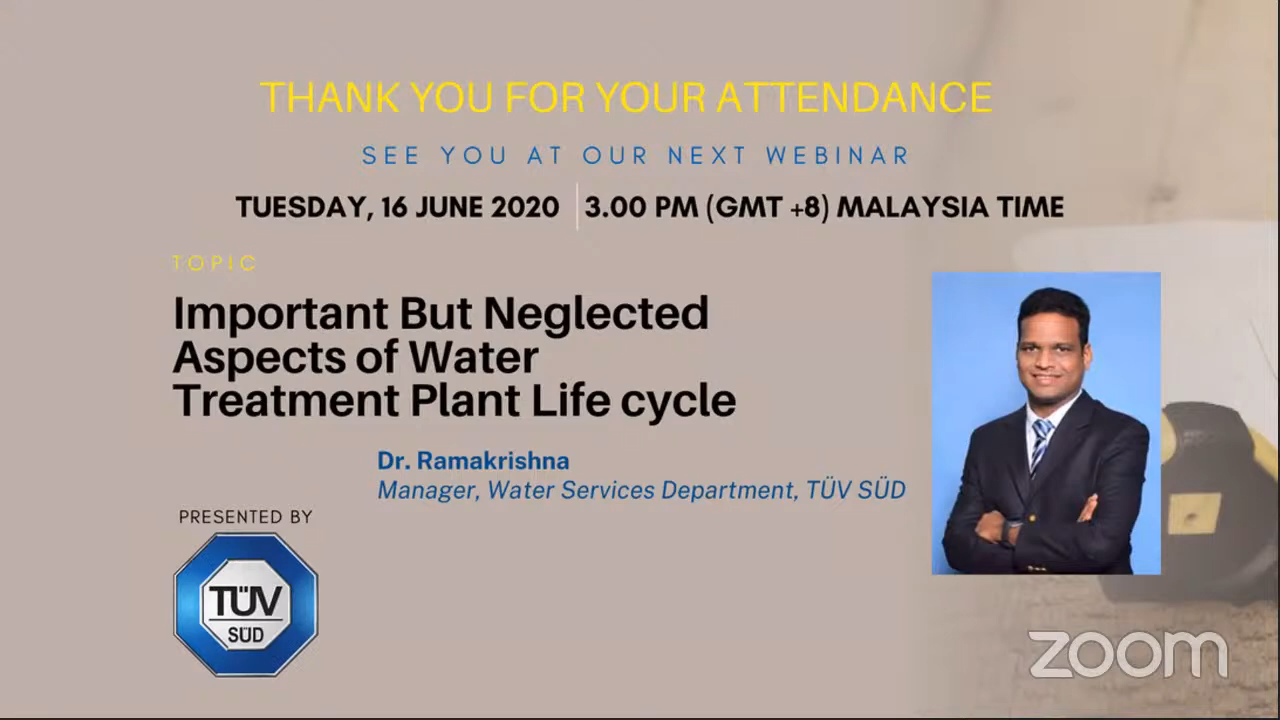 THANK YOU FOR YOUR ATTENDANCE
SEE YOU AT OUR NEXT WEBINAR
TUESDAY, 16 JUNE 2020 3.00 PM (GMT +8) MALAYSIA TIME
TOPIC
Important But Neglected
Aspects of Water
Treatment Plant Life cycle
Dr. Ramakrishna
Manager, Water Services Department, TÜV SÜD
PRESENTED BY
TÜV
SÜD
zoom